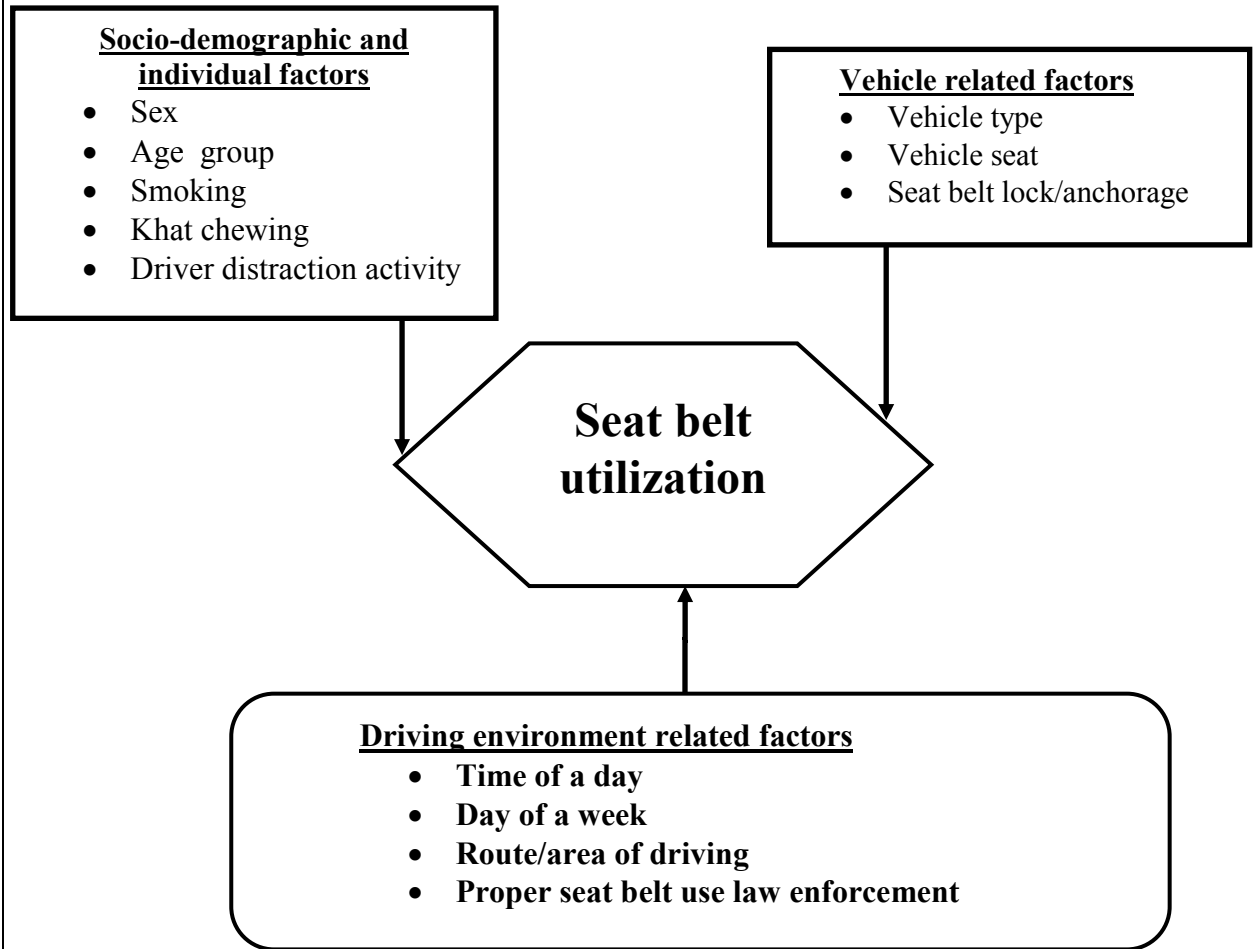 Socio-demographic and
individual factors
• Sex
• Age group
• Smoking
• Khat chewing
• Driver distraction activity
Vehicle related factors
• Vehicle type
• Vehicle seat
• Seat belt lock/anchorage
Seat belt
utilization
Driving environment related factors
• Time of a day
• Day of a week
• Route/area of driving
• Proper seat belt use law enforcement